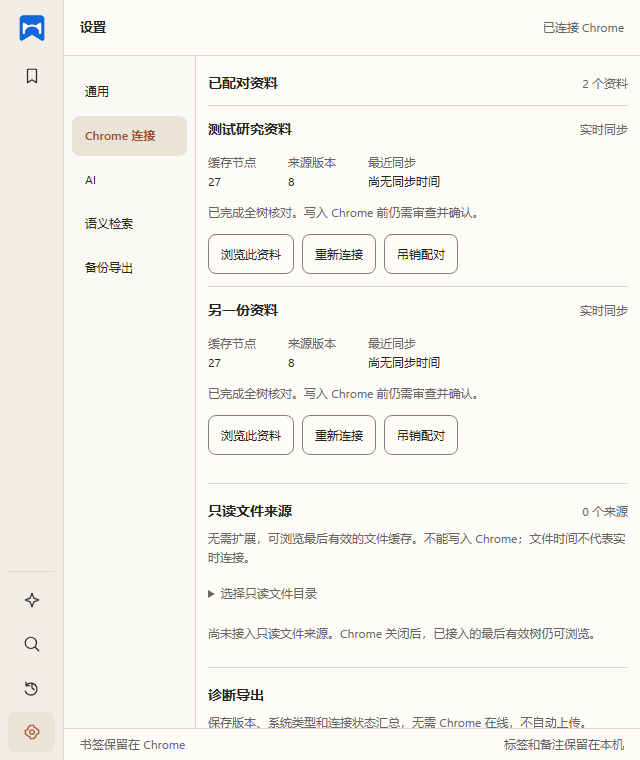 设置
已连接 Chrome
通用
Chrome 连接
AI
语义检索
备份导出
已配对资料
2 个资料
测试研究资料
实时同步
缓存节点 来源版本 最近同步
27 8 尚无同步时间
已完成全树核对。写入 Chrome 前仍需审查并确认。
浏览此资料 重新连接 吊销配对
另一份资料
实时同步
缓存节点 来源版本 最近同步
27 8 尚无同步时间
已完成全树核对。写入 Chrome 前仍需审查并确认。
浏览此资料 重新连接 吊销配对
只读文件来源
0 个来源
无需扩展，可浏览最后有效的文件缓存。不能写入 Chrome；文件时间不代表实
时连接。
选择只读文件目录
尚未接入只读文件来源。Chrome 关闭后，已接入的最后有效树仍可浏览。
诊断导出
保存版本、系统类型和连接状态汇总，无需 Chrome 在线，不自动上传。
书签保留在 Chrome
标签和备注保留在本机